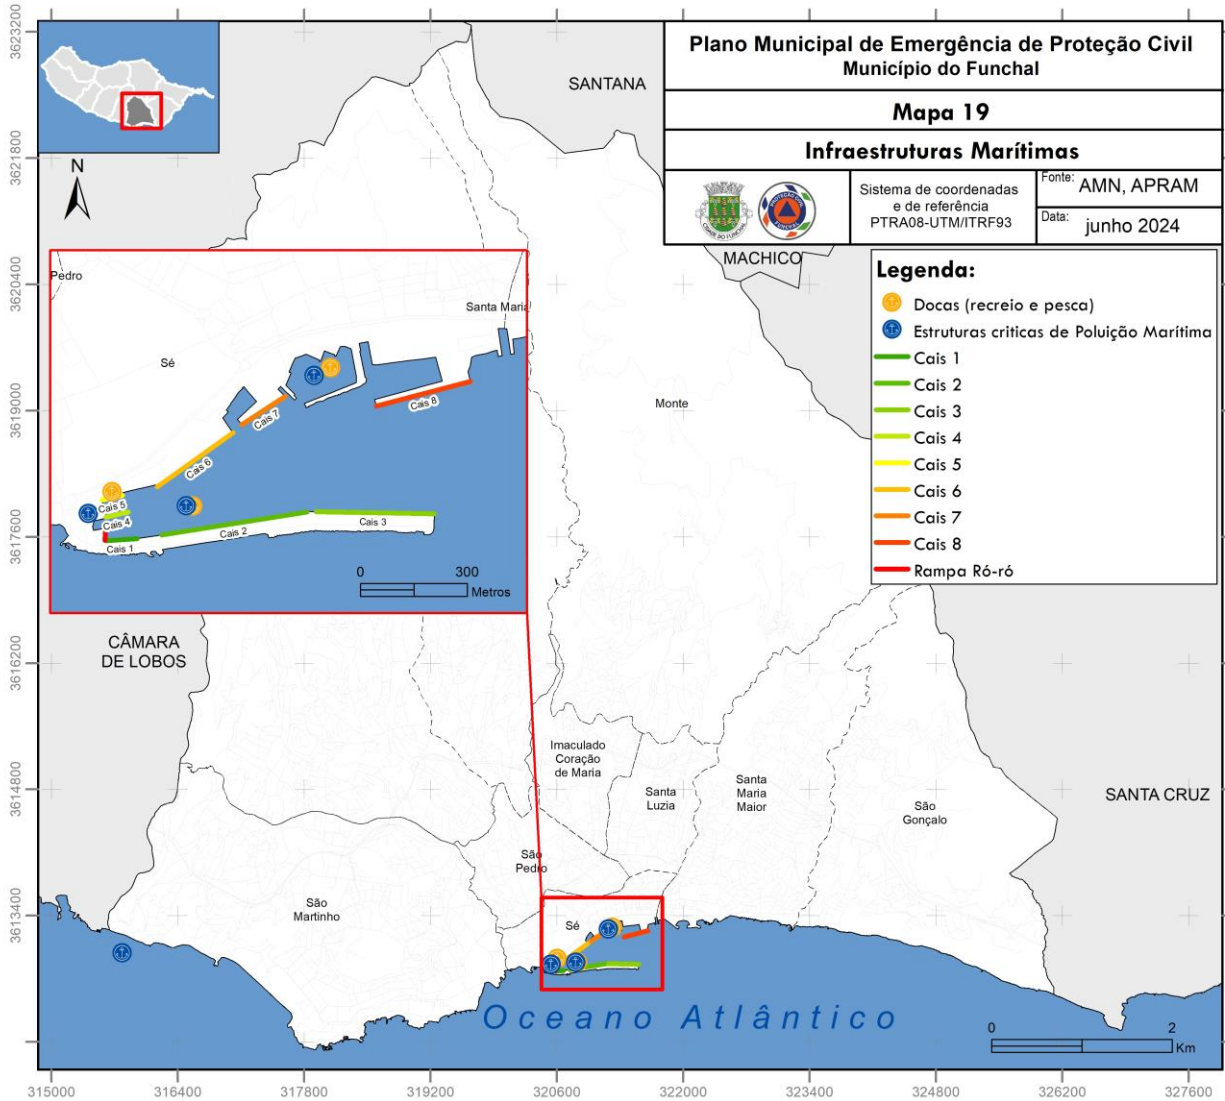 Plano Municipal de Emergência de Proteção Civil
Município do Funchal
Mapa 19
Infraestruturas Marítimas
CIDADE DO FUNCHAL
PROTEÇÃO CIVIL
FUNCHAL
Sistema de coordenadas
e de referência
PTRA08-UTM/ITRF93
Fonte: AMN, APRAM
Data: junho 2024
Legenda:
Docas (recreio e pesca)
Estruturas criticas de Poluição Marítima
Cais 1
Cais 2
Cais 3
Cais 4
Cais 5
Cais 6
Cais 7
Cais 8
Rampa Ró-ró
N
SANTANA
MACHICO
Pedro
Santa Maria
Sé
Cais 8
Cais 7
Cais 6
Cais 5
Cais 4
Cais 3
Cais 2
Cais 1
0 300
Metros
Monte
CÂMARA
DE LOBOS
Imaculado
Coração
de Maria
Santa
Luzia
Santa
Maria
Maior
São
Gonçalo
SANTA CRUZ
São
Pedro
São
Martinho
Sé
Oceano Atlântico
0 2
Km
3623200
3621800
3620400
3619000
3617600
3616200
3614800
3613400
315000 316400 317800 319200 320600 322000 323400 324800 326200 327600